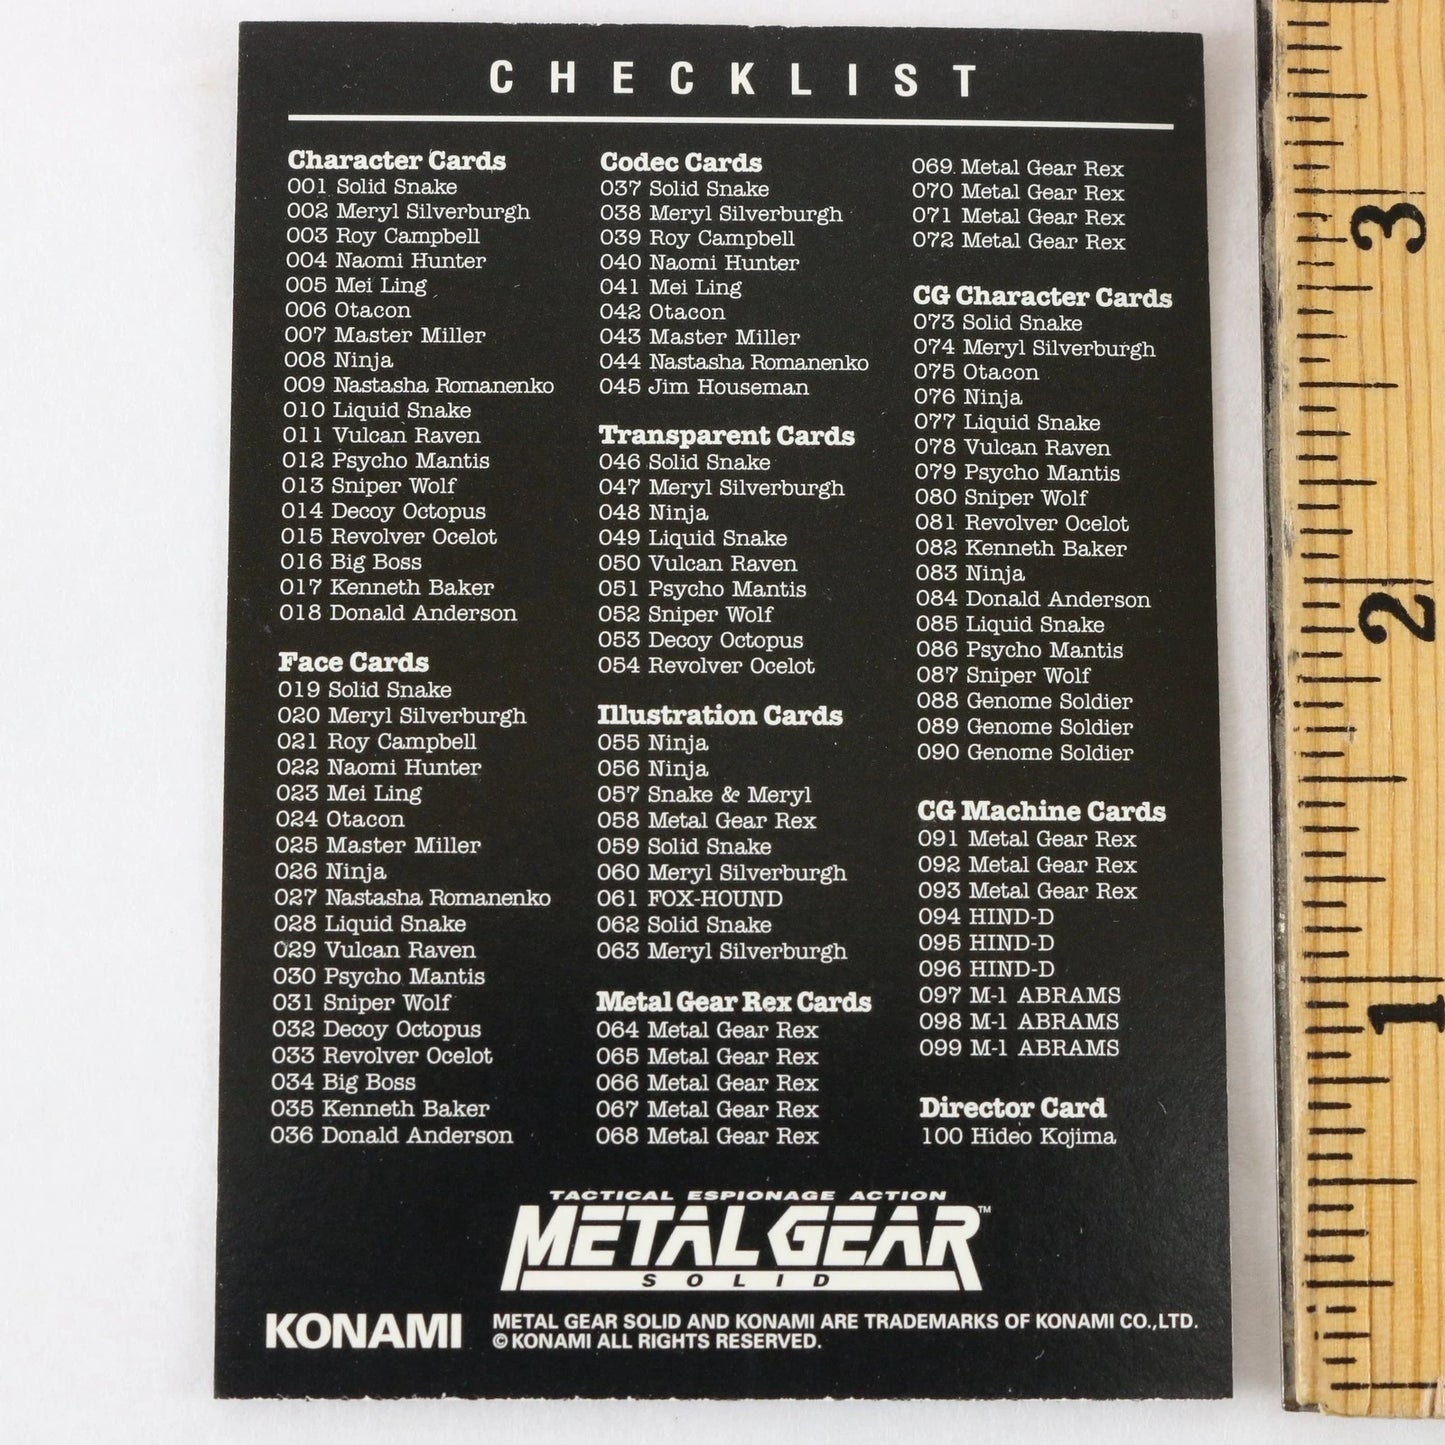 CHECKLIST
Character Cards
001 Solid Snake
002 Meryl Silverburgh
003 Roy Campbell
004 Naomi Hunter
005 Mei Ling
006 Otacon
007 Master Miller
008 Ninja
009 Nastasha Romanenko
010 Liquid Snake
011 Vulcan Raven
012 Psycho Mantis
013 Sniper Wolf
014 Decoy Octopus
015 Revolver Ocelot
016 Big Boss
017 Kenneth Baker
018 Donald Anderson
Face Cards
019 Solid Snake
020 Meryl Silverburgh
021 Roy Campbell
022 Naomi Hunter
023 Mei Ling
024 Otacon
025 Master Miller
026 Ninja
027 Nastasha Romanenko
028 Liquid Snake
029 Vulcan Raven
030 Psycho Mantis
031 Sniper Wolf
032 Decoy Octopus
033 Revolver Ocelot
034 Big Boss
035 Kenneth Baker
036 Donald Anderson
Codec Cards
037 Solid Snake
038 Meryl Silverburgh
039 Roy Campbell
040 Naomi Hunter
041 Mei Ling
042 Otacon
043 Master Miller
044 Nastasha Romanenko
045 Jim Houseman
Transparent Cards
046 Solid Snake
047 Meryl Silverburgh
048 Ninja
049 Liquid Snake
050 Vulcan Raven
051 Psycho Mantis
052 Sniper Wolf
053 Decoy Octopus
054 Revolver Ocelot
Illustration Cards
055 Ninja
056 Ninja
057 Snake & Meryl
058 Metal Gear Rex
059 Solid Snake
060 Meryl Silverburgh
061 FOX-HOUND
062 Solid Snake
063 Meryl Silverburgh
Metal Gear Rex Cards
064 Metal Gear Rex
065 Metal Gear Rex
066 Metal Gear Rex
067 Metal Gear Rex
068 Metal Gear Rex
069 Metal Gear Rex
070 Metal Gear Rex
071 Metal Gear Rex
072 Metal Gear Rex
CG Character Cards
073 Solid Snake
074 Meryl Silverburgh
075 Otacon
076 Ninja
077 Liquid Snake
078 Vulcan Raven
079 Psycho Mantis
080 Sniper Wolf
081 Revolver Ocelot
082 Kenneth Baker
083 Ninja
084 Donald Anderson
085 Liquid Snake
086 Psycho Mantis
087 Sniper Wolf
088 Genome Soldier
089 Genome Soldier
090 Genome Soldier
CG Machine Cards
091 Metal Gear Rex
092 Metal Gear Rex
093 Metal Gear Rex
094 HIND-D
095 HIND-D
096 HIND-D
097 M-1 ABRAMS
098 M-1 ABRAMS
099 M-1 ABRAMS
Director Card
100 Hideo Kojima
TACTICAL ESPIONAGE ACTION
METAL GEAR™
SOLID
KONAMI
METAL GEAR SOLID AND KONAMI ARE TRADEMARKS OF KONAMI CO.,LTD.
© KONAMI ALL RIGHTS RESERVED.
3
2
1